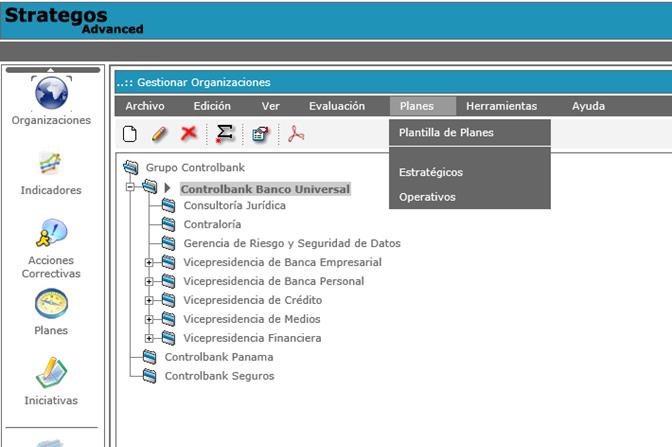 Strategos
Advanced
..:: Gestionar Organizaciones
Archivo Edición Ver Evaluación Planes Herramientas Ayuda
Plantilla de Planes
Estratégicos
Operativos
Organizaciones
Indicadores
Acciones
Correctivas
Planes
Iniciativas
Grupo Controlbank
Controlbank Banco Universal
Consultoría Jurídica
Contraloría
Gerencia de Riesgo y Seguridad de Datos
Vicepresidencia de Banca Empresarial
Vicepresidencia de Banca Personal
Vicepresidencia de Crédito
Vicepresidencia de Medios
Vicepresidencia Financiera
Controlbank Panama
Controlbank Seguros